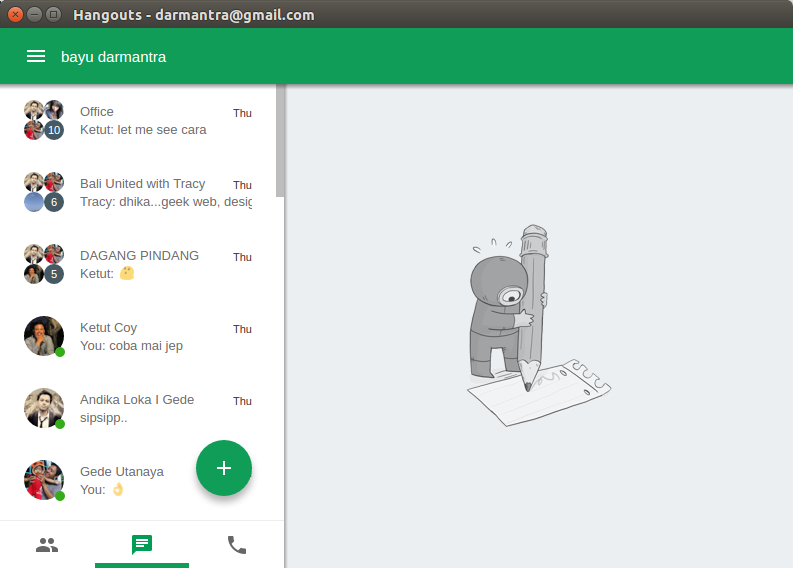 Hangouts - darmantra@gmail.com
bayu darmantra
Office Thu
Ketut: let me see cara
10
Bali United with Tracy Thu
Tracy: dhika...geek web, desig
6
DAGANG PINDANG Thu
Ketut: 🤔
5
Ketut Coy Thu
You: coba mai jep
Andika Loka I Gede Thu
sipsipp..
Gede Utanaya
You: 👌